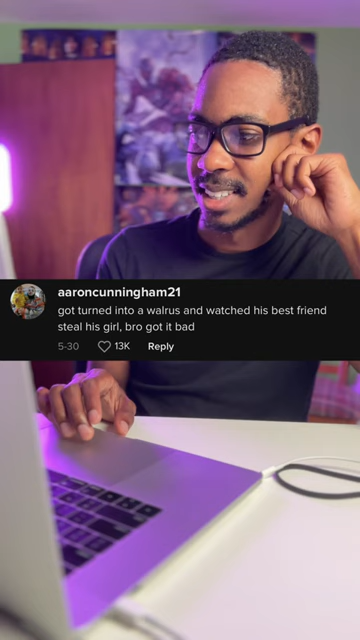 aaroncunningham21
got turned into a walrus and watched his best friend
steal his girl, bro got it bad
5-30 13K Reply